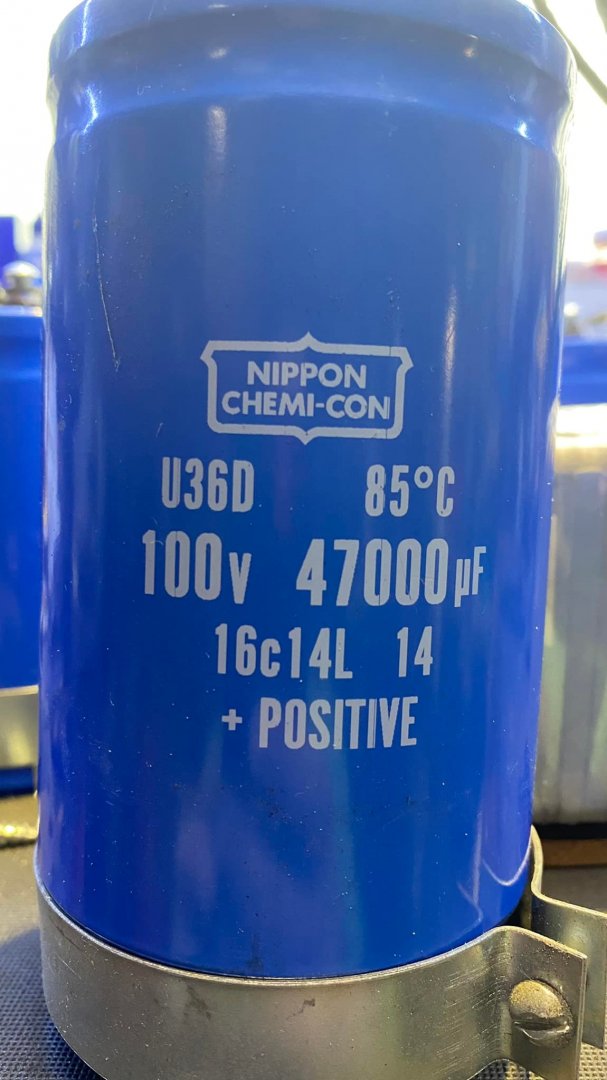 NIPPON
CHEMI-CON
U36D 85°C
100v 47000µF
16c14L 14
+ POSITIVE